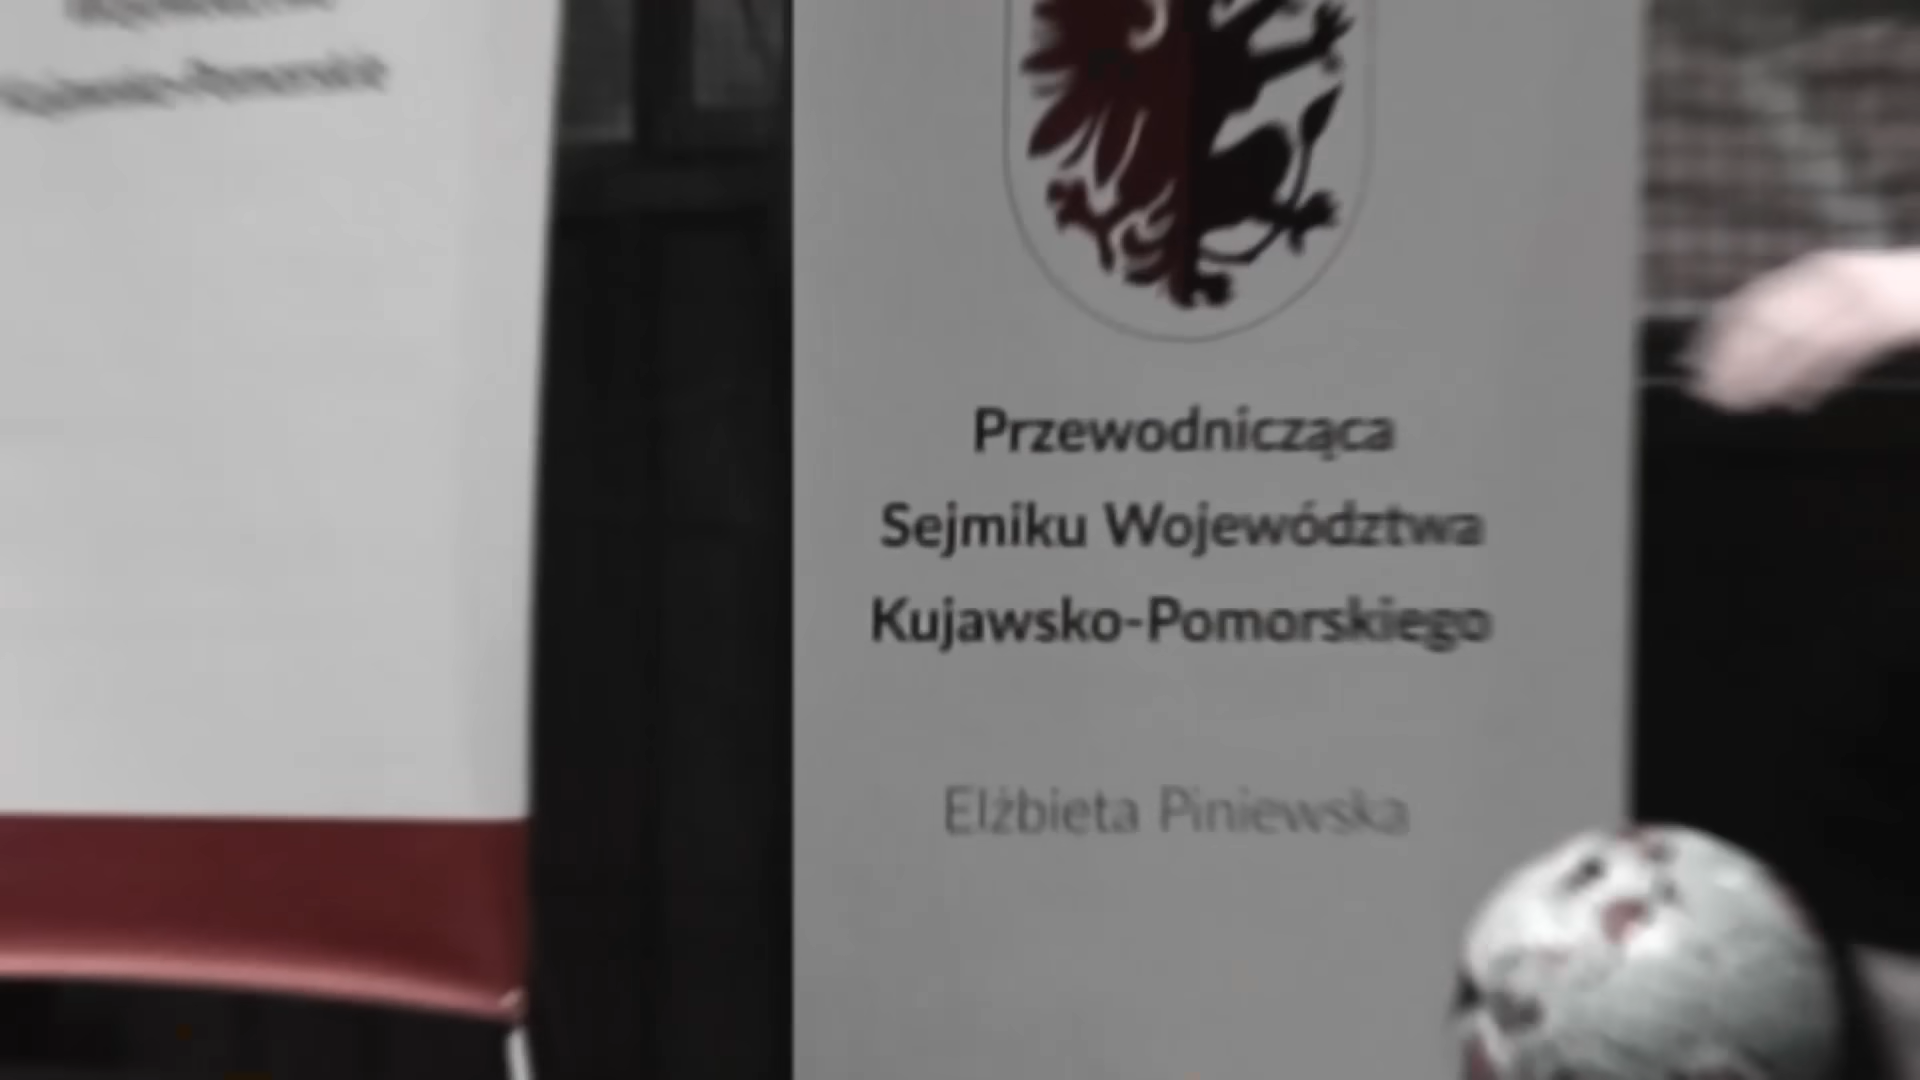 Przewodnicząca
Sejmiku Województwa
Kujawsko-Pomorskiego
Elżbieta Piniewska